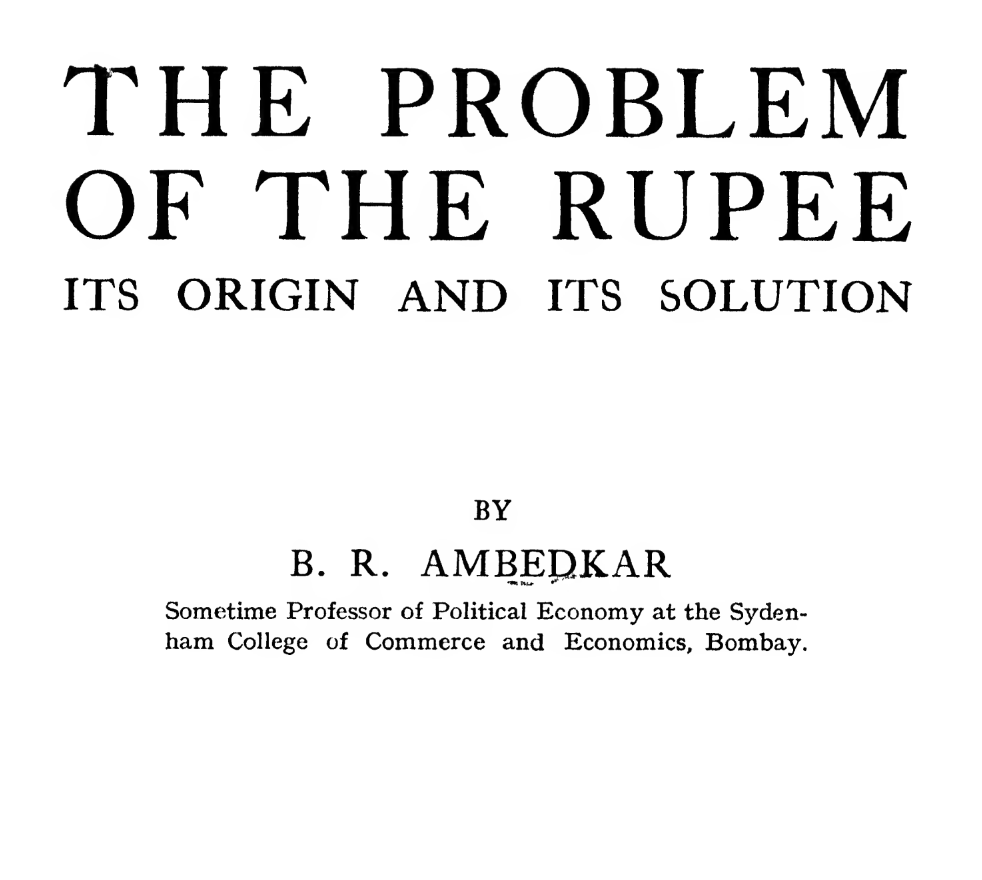 THE PROBLEM
OF THE RUPEE
ITS ORIGIN AND ITS SOLUTION
BY
B. R. AMBEDKAR
Sometime Professor of Political Economy at the Syden-
ham College of Commerce and Economics, Bombay.